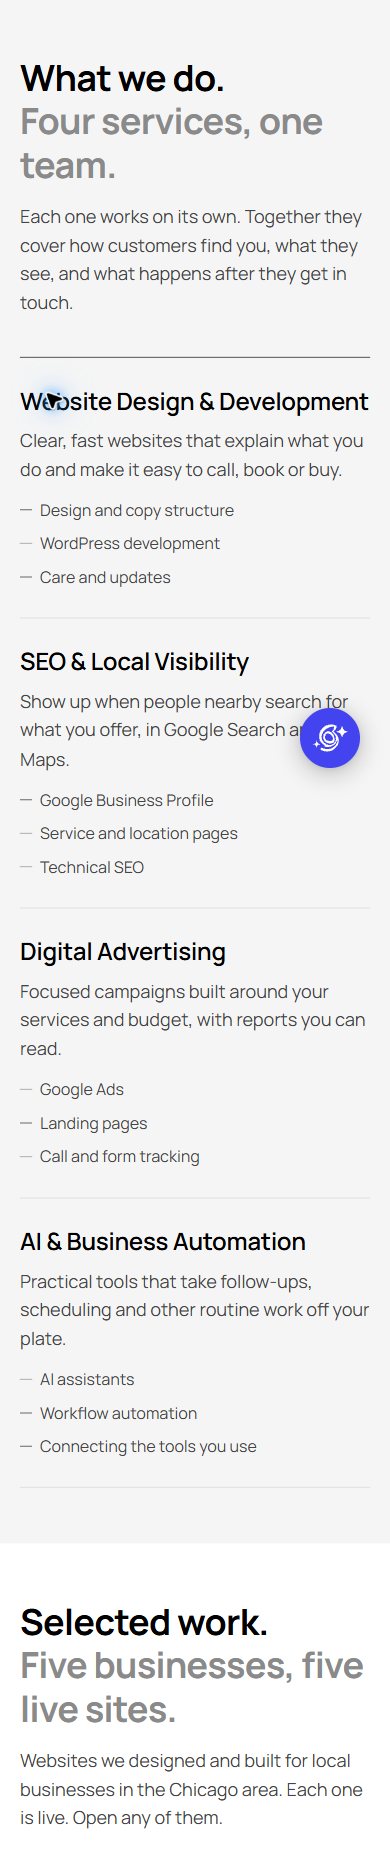 What we do.
Four services, one
team.
Each one works on its own. Together they
cover how customers find you, what they
see, and what happens after they get in
touch.
Website Design & Development
Clear, fast websites that explain what you
do and make it easy to call, book or buy.
— Design and copy structure
— WordPress development
— Care and updates
SEO & Local Visibility
Show up when people nearby search for
what you offer, in Google Search
Maps.
— Google Business Profile
— Service and location pages
— Technical SEO
Digital Advertising
Focused campaigns built around your
services and budget, with reports you can
read.
— Google Ads
— Landing pages
— Call and form tracking
AI & Business Automation
Practical tools that take follow-ups,
scheduling and other routine work off your
plate.
— AI assistants
— Workflow automation
— Connecting the tools you use
Selected work.
Five businesses, five
live sites.
Websites we designed and built for local
businesses in the Chicago area. Each one
is live. Open any of them.